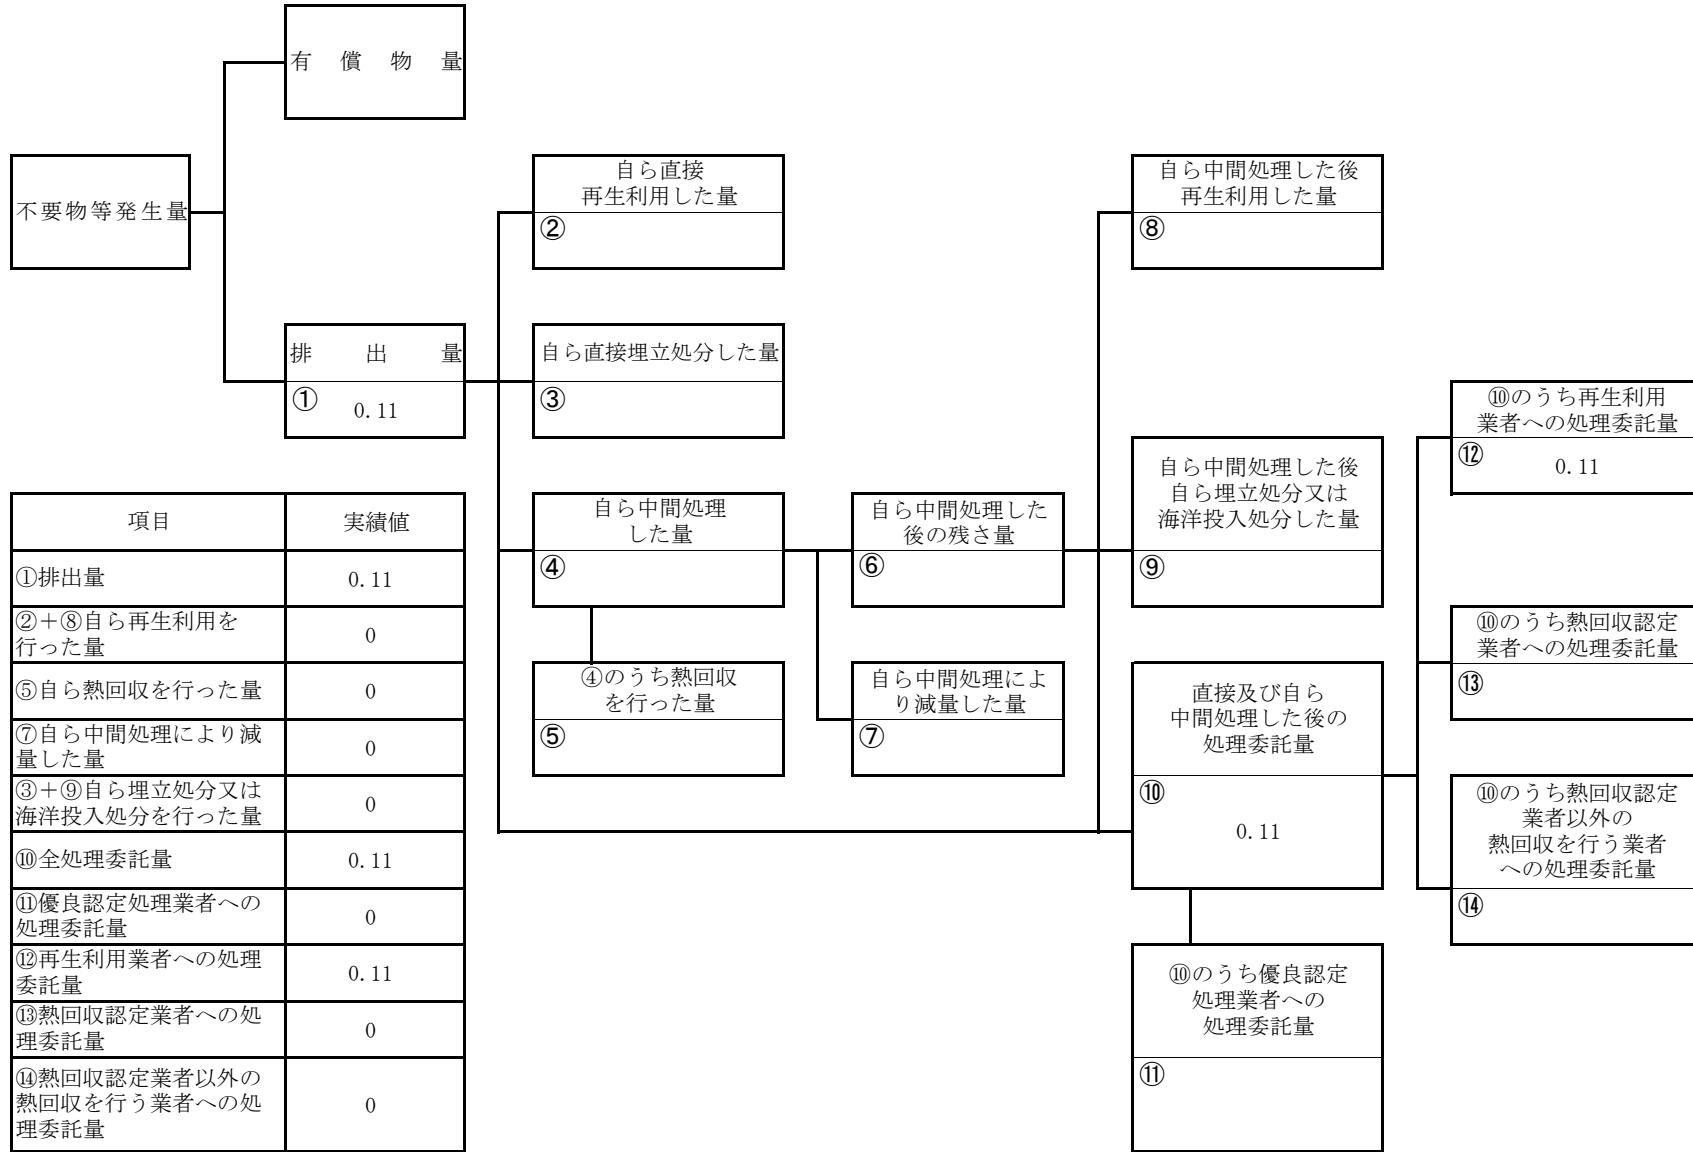 有償物量
不要物等発生量
排出量
① 0.11
自ら直接
再生利用した量
②
自ら直接埋立処分した量
③
自ら中間処理
した量
④
④のうち熱回収
を行った量
⑤
自ら中間処理した
後の残さ量
⑥
自ら中間処理によ
り減量した量
⑦
自ら中間処理した後
再生利用した量
⑧
自ら中間処理した後
自ら埋立処分又は
海洋投入処分した量
⑨
直接及び自ら
中間処理した後の
処理委託量
⑩
0.11
⑩のうち優良認定
処理業者への
処理委託量
⑪
⑩のうち再生利用
業者への処理委託量
⑫ 0.11
⑩のうち熱回収認定
業者への処理委託量
⑬
⑩のうち熱回収認定
業者以外の
熱回収を行う業者
への処理委託量
⑭
項目 実績値
①排出量 0.11
②+⑧自ら再生利用を
行った量 0
⑤自ら熱回収を行った量 0
⑦自ら中間処理により減
量した量 0
③+⑨自ら埋立処分又は
海洋投入処分を行った量 0
⑩全処理委託量 0.11
⑪優良認定処理業者への
処理委託量 0
⑫再生利用業者への処理
委託量 0.11
⑬熱回収認定業者への処
理委託量 0
⑭熱回収認定業者以外の
熱回収を行う業者への処 0
理委託量